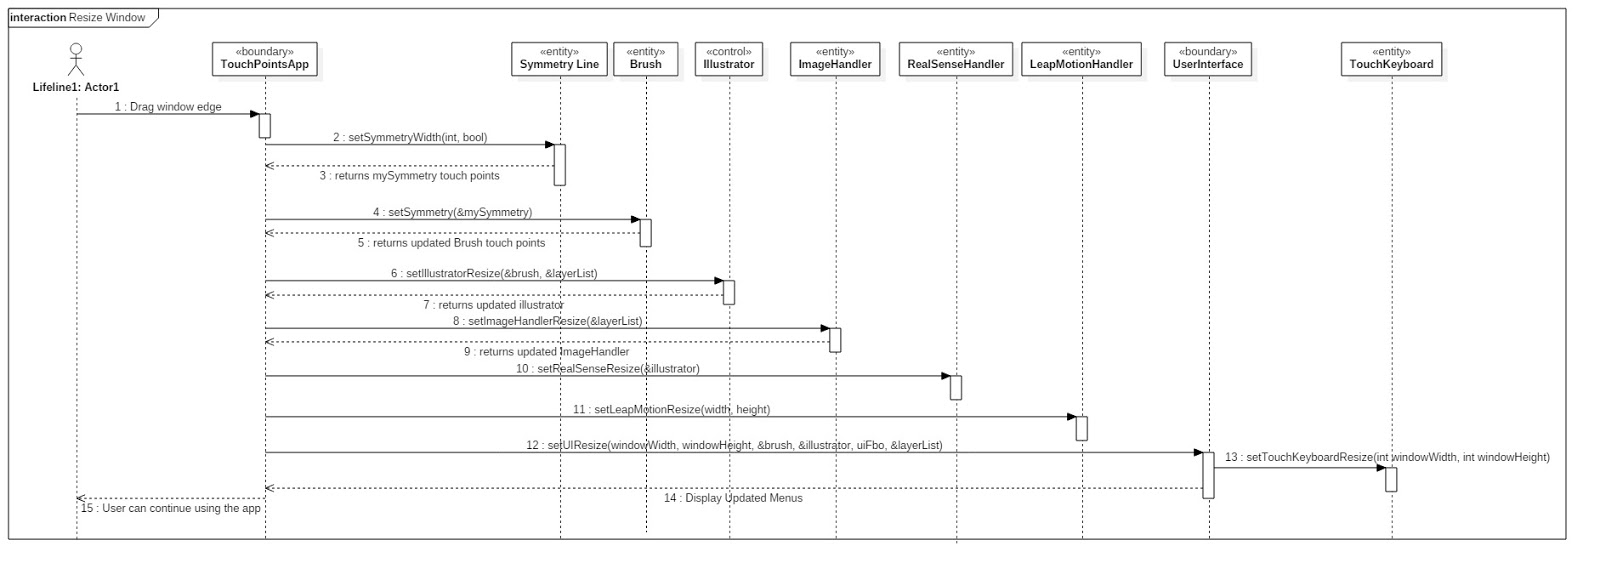 interaction Resize Window
«boundary»
TouchPointsApp
«entity»
Symmetry Line
«entity»
Brush
«control»
Illustrator
«entity»
ImageHandler
«entity»
RealSenseHandler
«entity»
LeapMotionHandler
«boundary»
UserInterface
«entity»
TouchKeyboard
Lifeline1: Actor1
1 : Drag window edge
2 : setSymmetryWidth(int, bool)
3 : returns mySymmetry touch points
4 : setSymmetry(&mySymmetry)
5 : returns updated Brush touch points
6 : setIllustratorResize(&brush, &layerList)
7 : returns updated illustrator
8 : setImageHandlerResize(&layerList)
9 : returns updated ImageHandler
10 : setRealSenseResize(&illustrator)
11 : setLeapMotionResize(width, height)
12 : setUIResize(windowWidth, windowHeight, &brush, &illustrator, uiFbo, &layerList)
13 : setTouchKeyboardResize(int windowWidth, int windowHeight)
14 : Display Updated Menus
15 : User can continue using the app